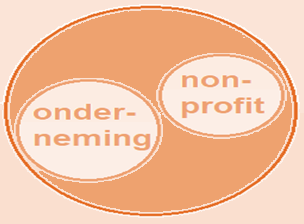 non-
profit
onder-
neming